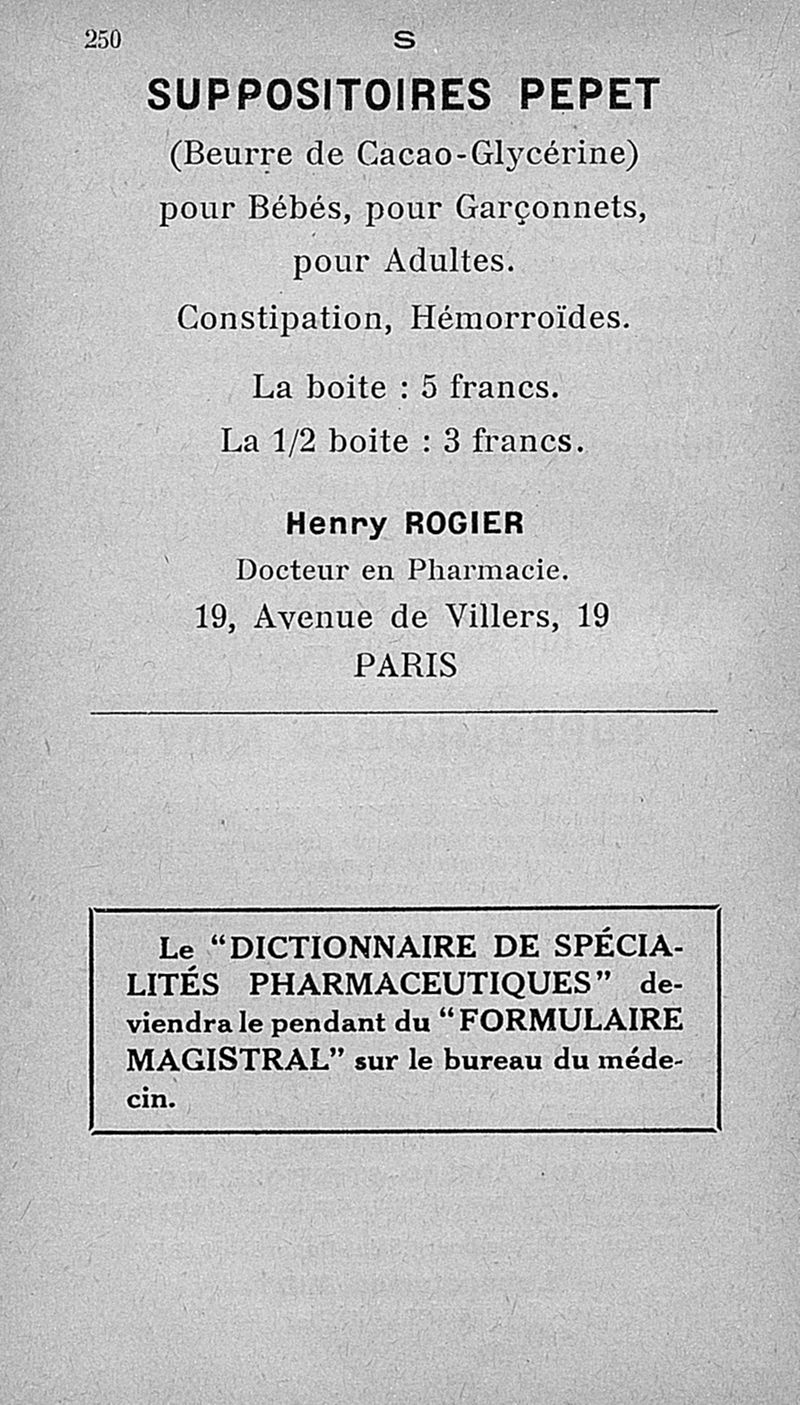 250
S
SUPPOSITOIRES PEPET
(Beurre de Cacao-Glycérine)
pour Bébés, pour Garçonnets,
pour Adultes.
Constipation, Hémorroïdes.
La boite : 5 francs.
La 1/2 boite : 3 francs.
Henry ROGIER
Docteur en Pharmacie.
19, Avenue de Villers, 19
PARIS
Le “DICTIONNAIRE DE SPÉCIA-
LITÉS PHARMACEUTIQUES” de-
viendra le pendant du “FORMULAIRE
MAGISTRAL” sur le bureau du méde-
cin.